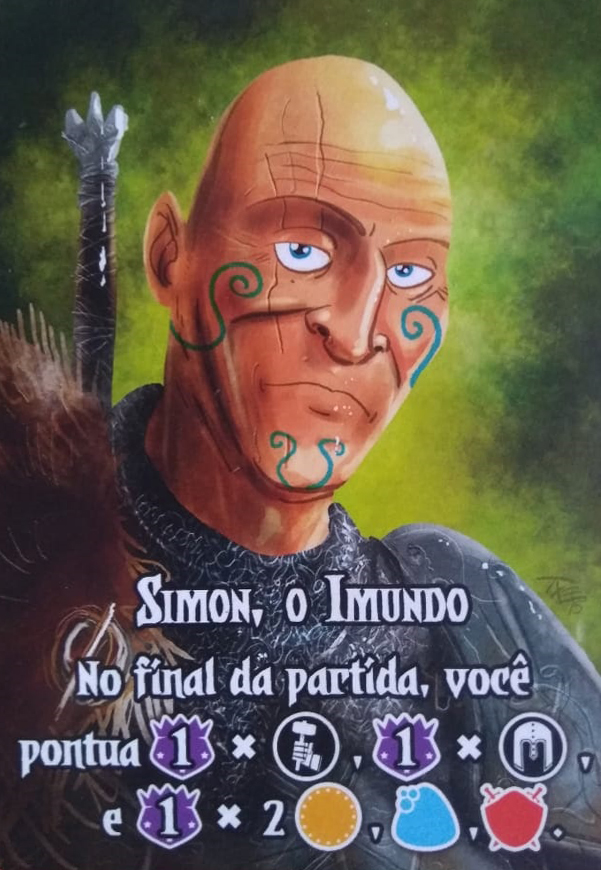 Simon, o Imundo
No final da partida, você
pontua 1 × , 1 × ,
e 1 × 2 , , .